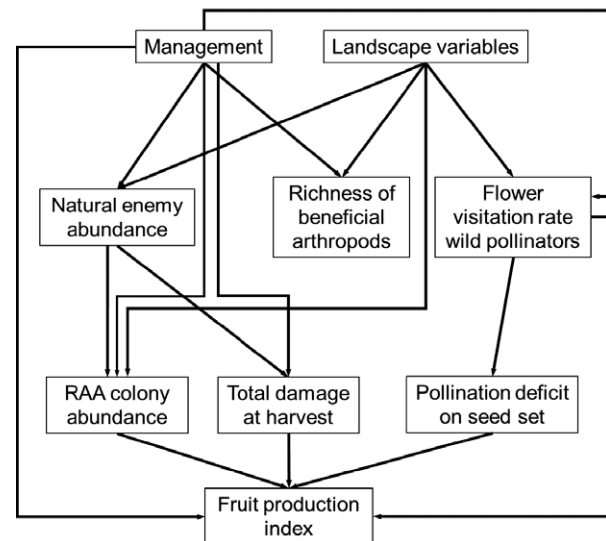 Management
Landscape variables
Natural enemy
abundance
Richness of
beneficial
arthropods
Flower
visitation rate
wild pollinators
RAA colony
abundance
Total damage
at harvest
Pollination deficit
on seed set
Fruit production
index